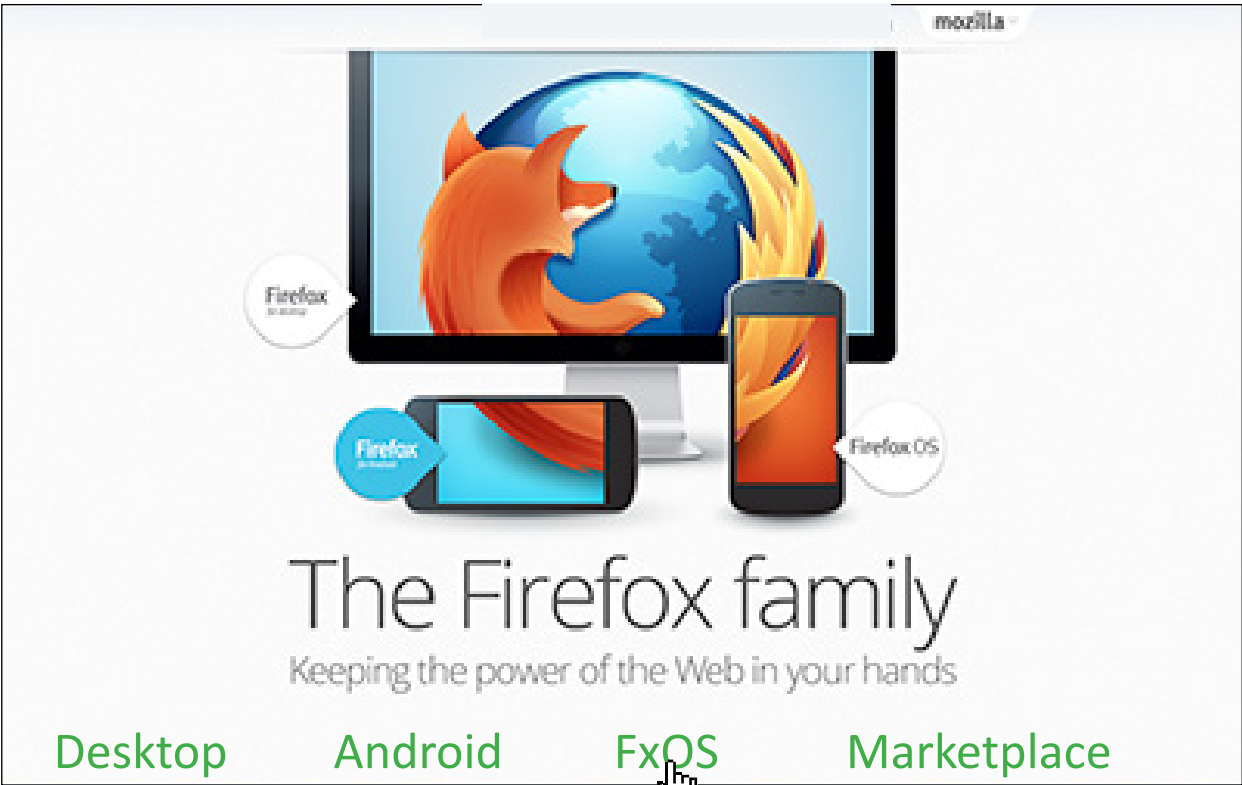 mozilla
Firefox
Firefox
Firefox OS
The Firefox family
Keeping the power of the Web in your hands
Desktop Android FxOS Marketplace